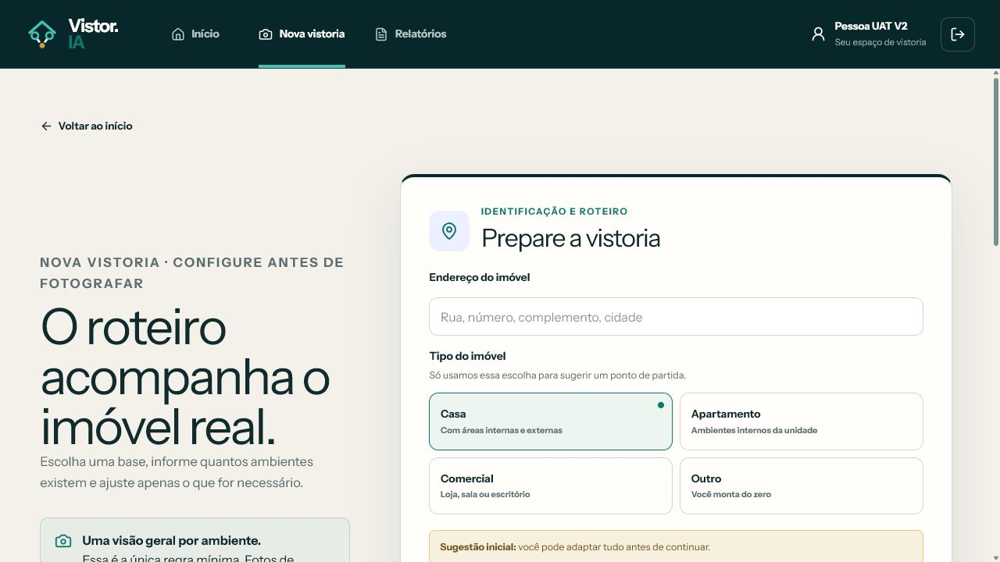 Vistor.
IA
Início
Nova vistoria
Relatórios
Pessoa UAT V2
Seu espaço de vistoria
Voltar ao início
NOVA VISTORIA · CONFIGURE ANTES DE
FOTOGRAFAR
O roteiro
acompanha o
imóvel real.
Escolha uma base, informe quantos ambientes
existem e ajuste apenas o que for necessário.
Uma visão geral por ambiente.
Essa é a única regra mínima. Fotos de
IDENTIFICAÇÃO E ROTEIRO
Prepare a vistoria
Endereço do imóvel
Rua, número, complemento, cidade
Tipo do imóvel
Só usamos essa escolha para sugerir um ponto de partida.
Casa
Com áreas internas e externas
Apartamento
Ambientes internos da unidade
Comercial
Loja, sala ou escritório
Outro
Você monta do zero
Sugestão inicial: você pode adaptar tudo antes de continuar.